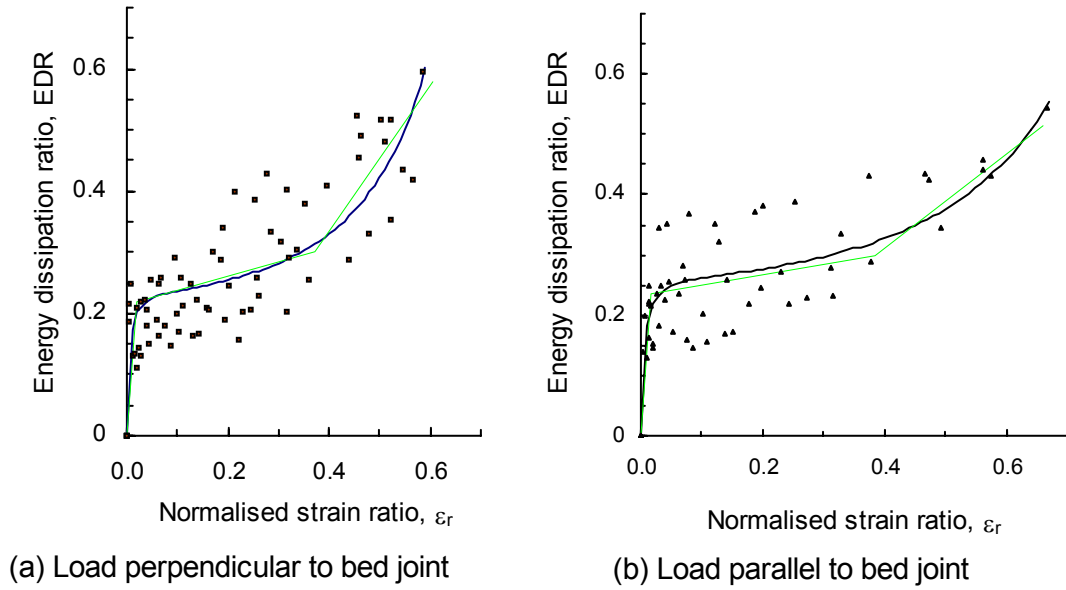 Energy dissipation ratio, EDR
0.6
0.4
0.2
0
0.0
0.2
0.4
0.6
Normalised strain ratio, εr
(a) Load perpendicular to bed joint
Energy dissipation ratio, EDR
0.6
0.4
0.2
0
0.0
0.2
0.4
0.6
Normalised strain ratio, εr
(b) Load parallel to bed joint